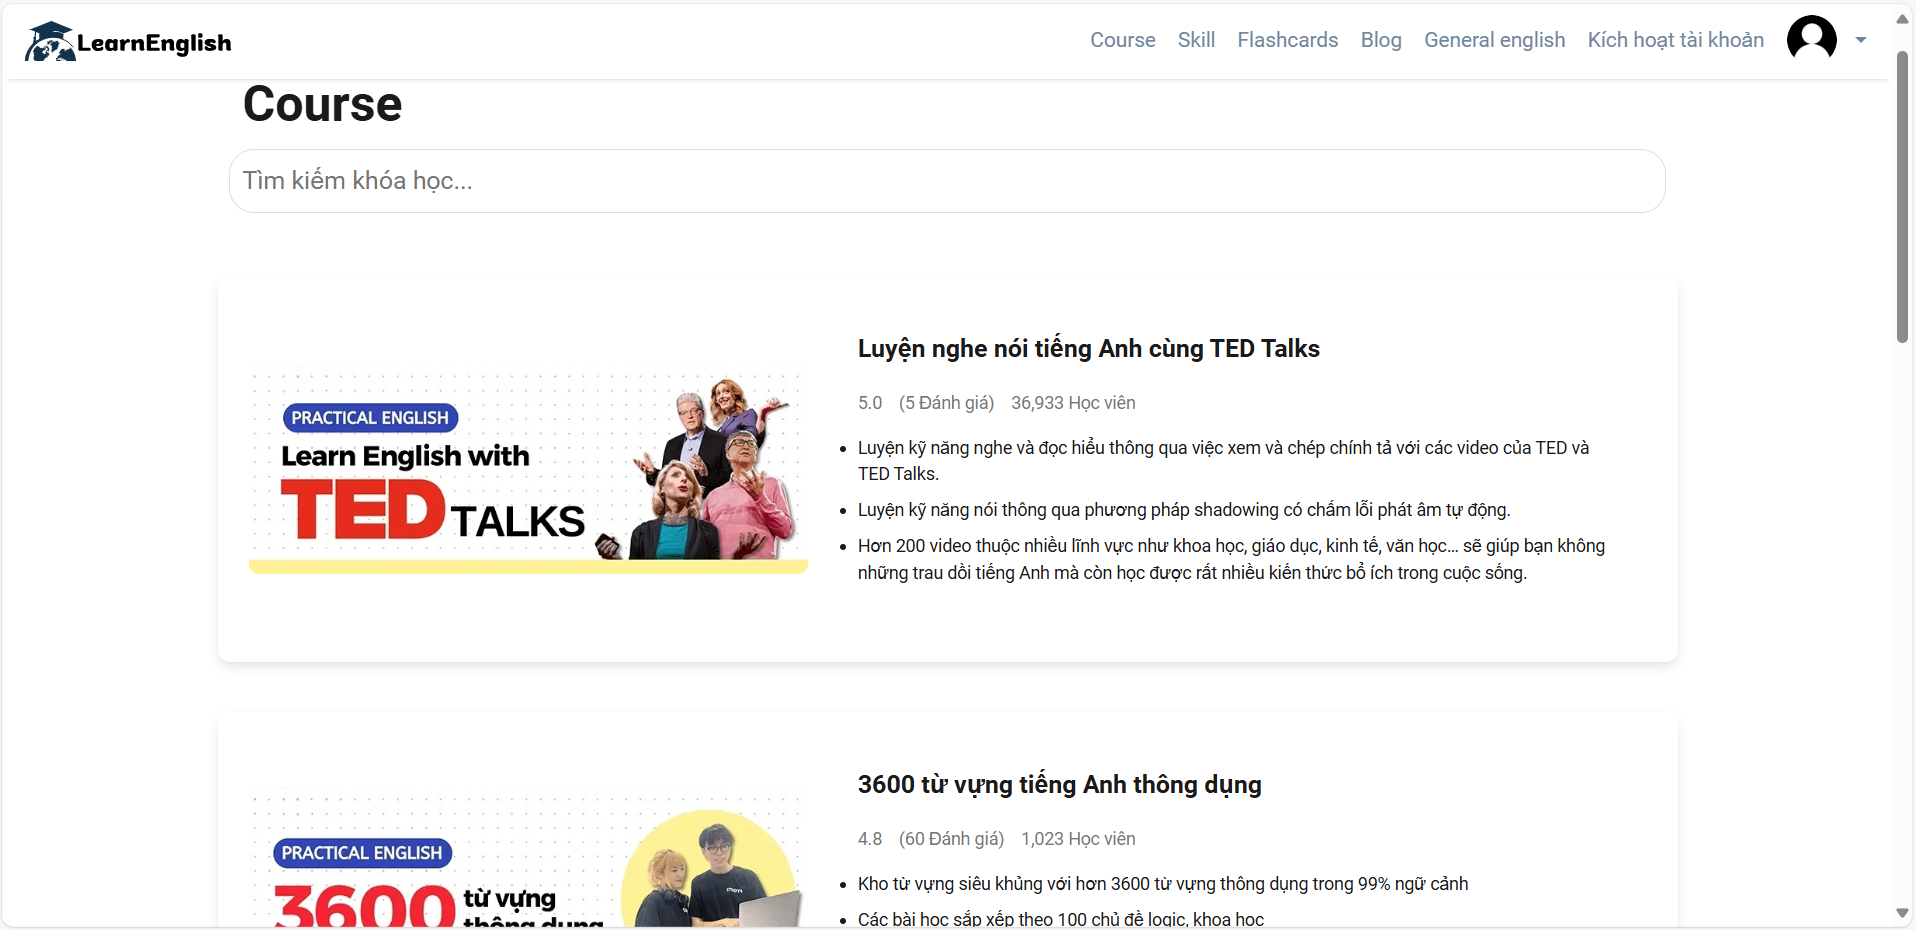 LearnEnglish
Course Skill Flashcards Blog General english Kích hoạt tài khoản
Course
Tìm kiếm khóa học...
PRACTICAL ENGLISH
Learn English with
TED TALKS
Luyện nghe nói tiếng Anh cùng TED Talks
5.0 (5 Đánh giá) 36,933 Học viên
Luyện kỹ năng nghe và đọc hiểu thông qua việc xem và chép chính tả với các video của TED và
TED Talks.
Luyện kỹ năng nói thông qua phương pháp shadowing có chấm lỗi phát âm tự động.
Hơn 200 video thuộc nhiều lĩnh vực như khoa học, giáo dục, kinh tế, văn học... sẽ giúp bạn không
những trau dồi tiếng Anh mà còn học được rất nhiều kiến thức bổ ích trong cuộc sống.
PRACTICAL ENGLISH
3600 từ vựng
thông dụng
3600 từ vựng tiếng Anh thông dụng
4.8 (60 Đánh giá) 1,023 Học viên
Kho từ vựng siêu khủng với hơn 3600 từ vựng thông dụng trong 99% ngữ cảnh
Các bài học sắp xếp theo 100 chủ đề logic, khoa học